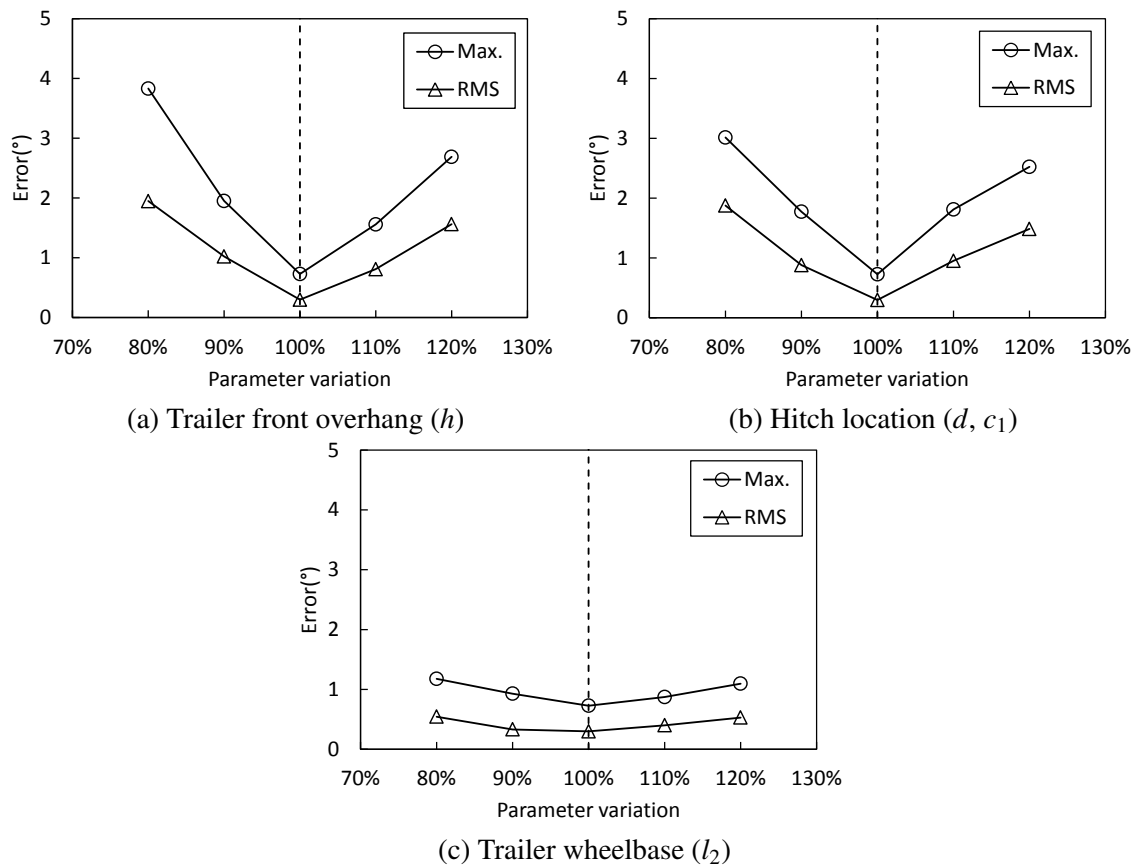 5
4
3
2
1
0
Error(°)
Max.
RMS
70% 80% 90% 100% 110% 120% 130%
Parameter variation
(a) Trailer front overhang (h)
5
4
3
2
1
0
Error(°)
Max.
RMS
70% 80% 90% 100% 110% 120% 130%
Parameter variation
(b) Hitch location (d, c₁)
5
4
3
2
1
0
Error(°)
Max.
RMS
70% 80% 90% 100% 110% 120% 130%
Parameter variation
(c) Trailer wheelbase (l₂)